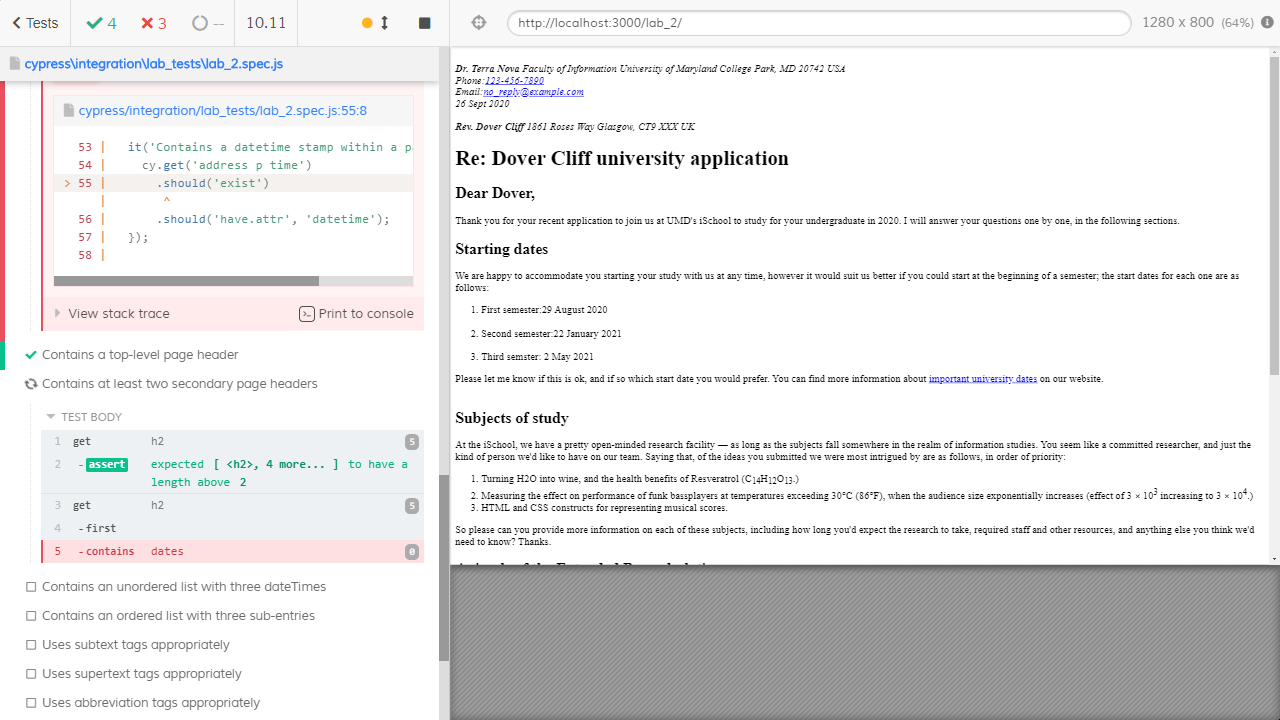 Tests
4
3
--
10.11
http://localhost:3000/lab_2/
1280 x 800 (64%)
cypress\integration\lab_tests\lab_2.spec.js
cypress/integration/lab_tests/lab_2.spec.js:55:8
53 | it('Contains a datetime stamp within a p
54 | cy.get('address p time')
> 55 | .should('exist')
| ^
56 | .should('have.attr', 'datetime');
57 | });
58 |
View stack trace
Print to console
Contains a top-level page header
Contains at least two secondary page headers
TEST BODY
1 get h2 5
2 -assert expected [ <h2>, 4 more... ] to have a
length above 2
3 get h2 5
4 -first
5 -contains dates 0
Contains an unordered list with three dateTimes
Contains an ordered list with three sub-entries
Uses subtext tags appropriately
Uses supertext tags appropriately
Uses abbreviation tags appropriately
Dr. Terra Nova Faculty of Information University of Maryland College Park, MD 20742 USA
Phone:123-456-7890
Email:no_reply@example.com
26 Sept 2020
Rev. Dover Cliff 1861 Roses Way Glasgow, CT9 XXX UK
Re: Dover Cliff university application
Dear Dover,
Thank you for your recent application to join us at UMD's iSchool to study for your undergraduate in 2020. I will answer your questions one by one, in the following sections.
Starting dates
We are happy to accommodate you starting your study with us at any time, however it would suit us better if you could start at the beginning of a semester; the start dates for each one are as
follows:
1. First semester:29 August 2020
2. Second semester:22 January 2021
3. Third semster: 2 May 2021
Please let me know if this is ok, and if so which start date you would prefer. You can find more information about important university dates on our website.
Subjects of study
At the iSchool, we have a pretty open-minded research facility — as long as the subjects fall somewhere in the realm of information studies. You seem like a committed researcher, and just the
kind of person we'd like to have on our team. Saying that, of the ideas you submitted we were most intrigued by are as follows, in order of priority:
1. Turning H2O into wine, and the health benefits of Resveratrol (C14H12O13.)
2. Measuring the effect on performance of funk bassplayers at temperatures exceeding 30°C (86°F), when the audience size exponentially increases (effect of 3 × 10³ increasing to 3 × 10⁴.)
3. HTML and CSS constructs for representing musical scores.
So please can you provide more information on each of these subjects, including how long you'd expect the research to take, required staff and other resources, and anything else you think we'd
need to know? Thanks.